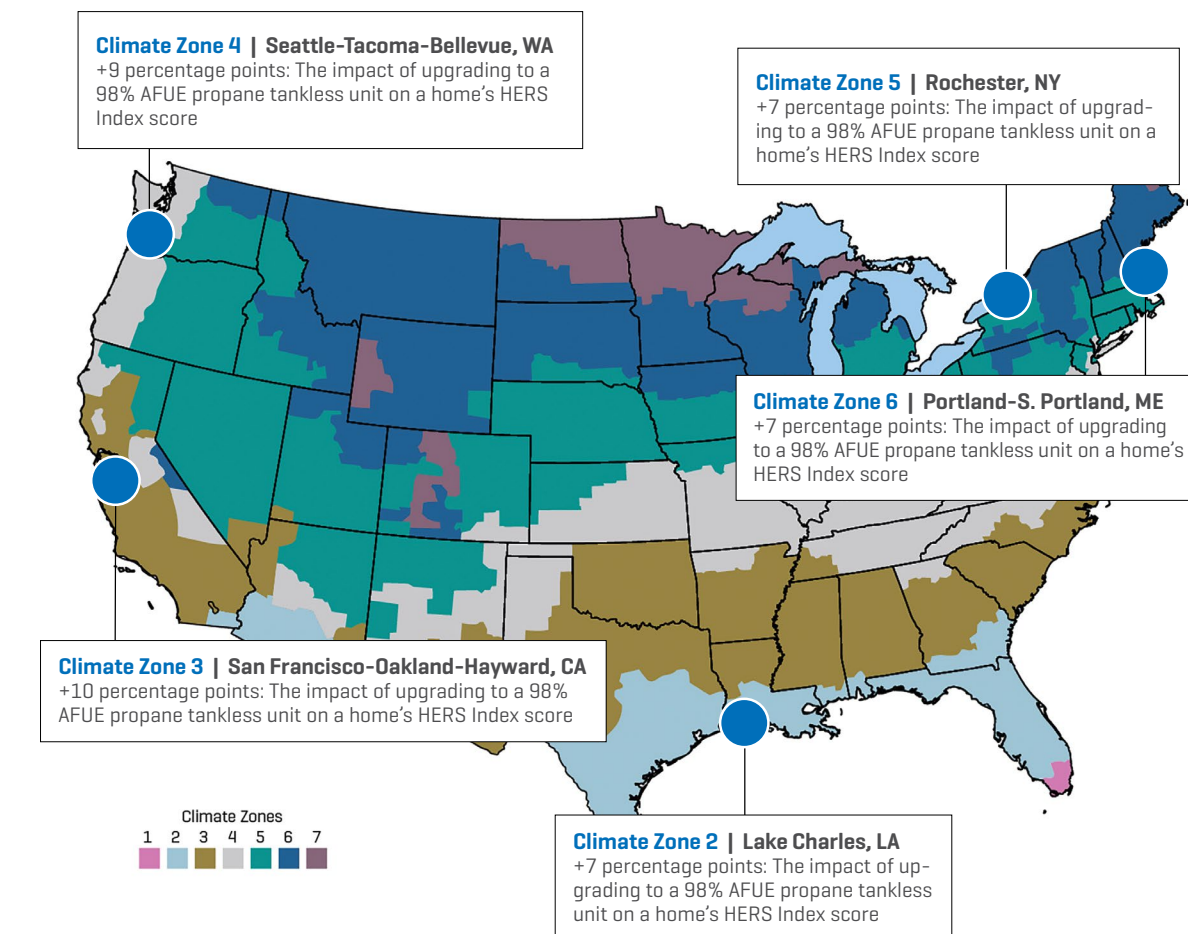 Climate Zone 4 | Seattle-Tacoma-Bellevue, WA
+9 percentage points: The impact of upgrading to a
98% AFUE propane tankless unit on a home's HERS
Index score
Climate Zone 5 | Rochester, NY
+7 percentage points: The impact of upgrad-
ing to a 98% AFUE propane tankless unit on a
home's HERS Index score
Climate Zone 6 | Portland-S. Portland, ME
+7 percentage points: The impact of upgrading
to a 98% AFUE propane tankless unit on a home's
HERS Index score
Climate Zone 3 | San Francisco-Oakland-Hayward, CA
+10 percentage points: The impact of upgrading to a 98%
AFUE propane tankless unit on a home's HERS Index score
Climate Zones
1 2 3 4 5 6 7
Climate Zone 2 | Lake Charles, LA
+7 percentage points: The impact of up-
grading to a 98% AFUE propane tankless
unit on a home's HERS Index score